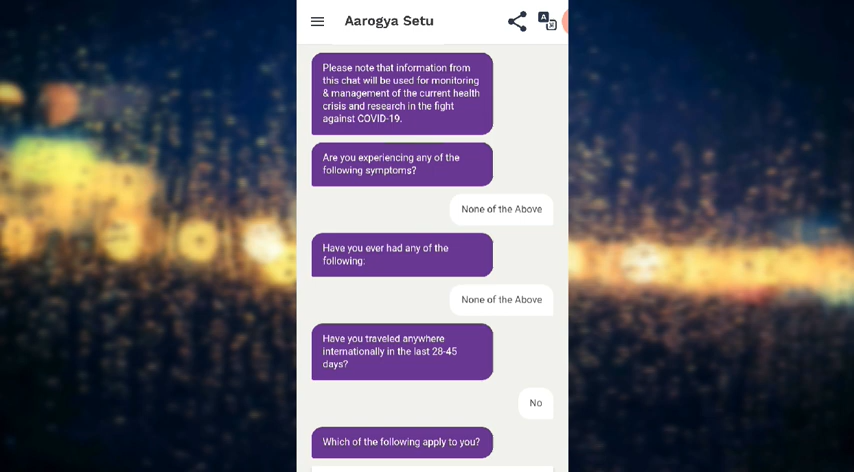 Aarogya Setu
Please note that information from
this chat will be used for monitoring
& management of the current health
crisis and research in the fight
against COVID-19.
Are you experiencing any of the
following symptoms?
None of the Above
Have you ever had any of the
following:
None of the Above
Have you traveled anywhere
internationally in the last 28-45
days?
No
Which of the following apply to you?